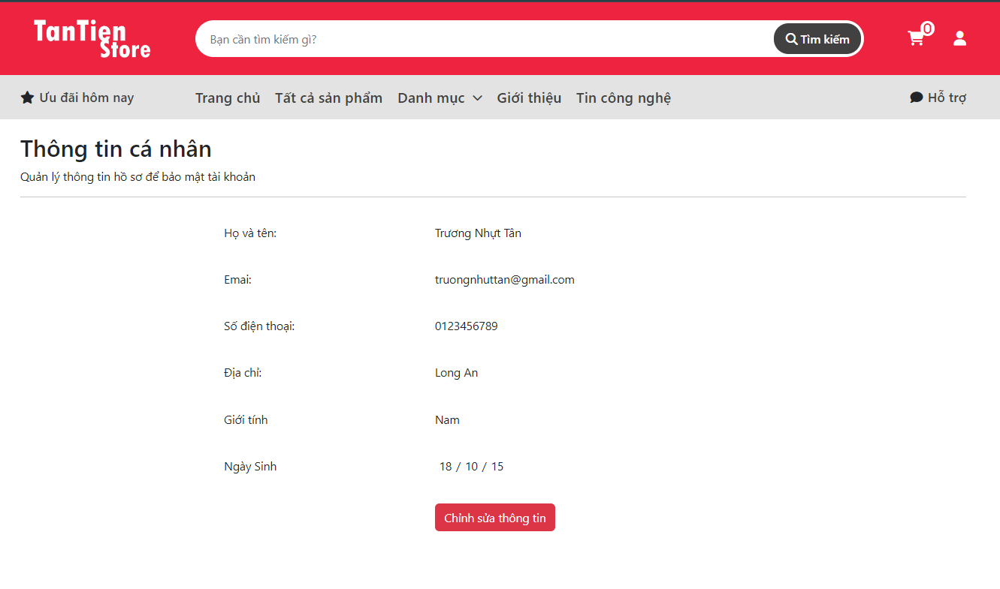 TanTien
Store
Bạn cần tìm kiếm gì?
Tìm kiếm
0
Ưu đãi hôm nay
Trang chủ
Tất cả sản phẩm
Danh mục
Giới thiệu
Tin công nghệ
Hỗ trợ
Thông tin cá nhân
Quản lý thông tin hồ sơ để bảo mật tài khoản
Họ và tên: Trương Nhựt Tân
Emai: truongnhuttan@gmail.com
Số điện thoại: 0123456789
Địa chỉ: Long An
Giới tính Nam
Ngày Sinh 18 / 10 / 15
Chỉnh sửa thông tin